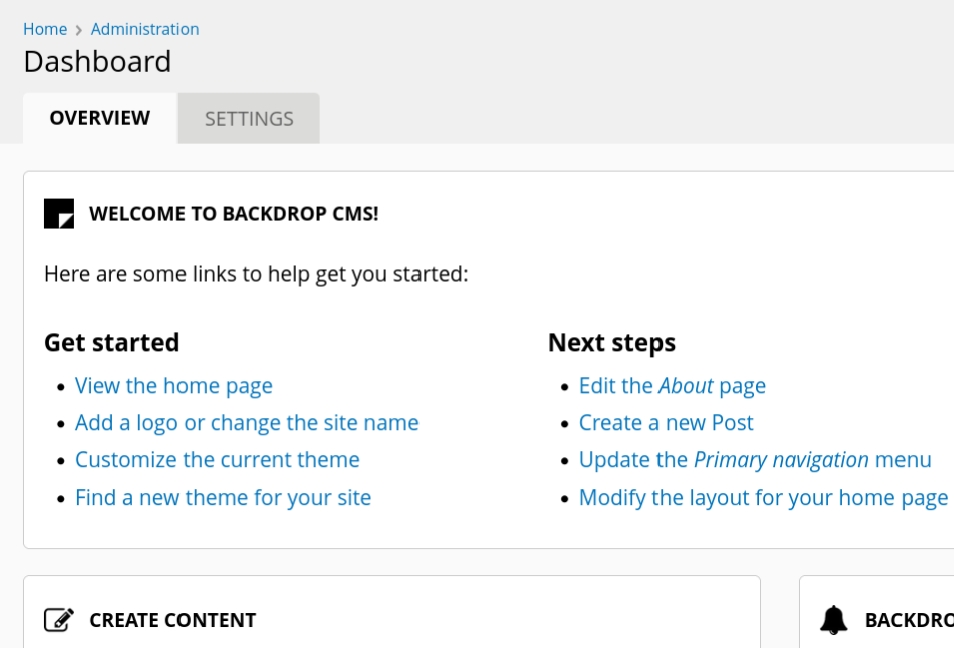 Home › Administration
Dashboard
OVERVIEW SETTINGS
WELCOME TO BACKDROP CMS!
Here are some links to help get you started:
Get started
View the home page
Add a logo or change the site name
Customize the current theme
Find a new theme for your site
Next steps
Edit the About page
Create a new Post
Update the Primary navigation menu
Modify the layout for your home page
CREATE CONTENT